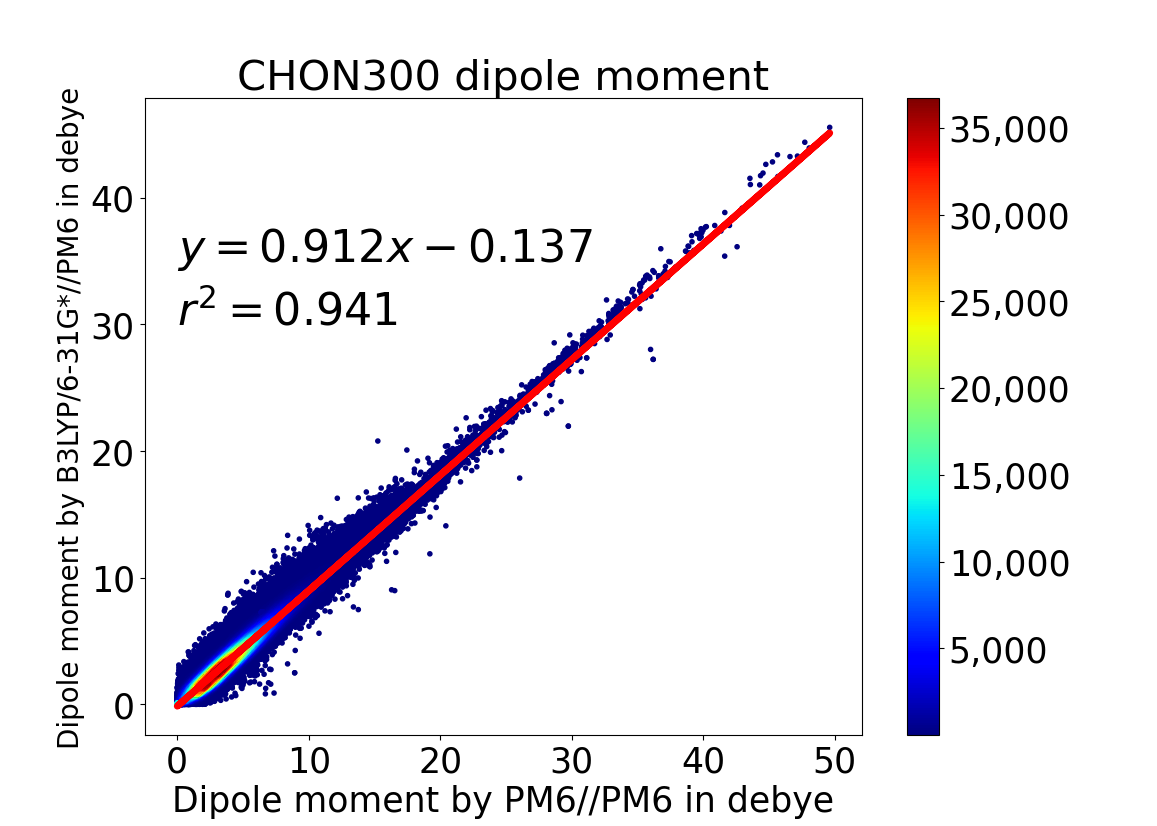 CHON300 dipole moment
Dipole moment by B3LYP/6-31G*//PM6 in debye
40
30
20
10
0
y = 0.912x − 0.137
r² = 0.941
0 10 20 30 40 50
Dipole moment by PM6//PM6 in debye
35,000
30,000
25,000
20,000
15,000
10,000
5,000